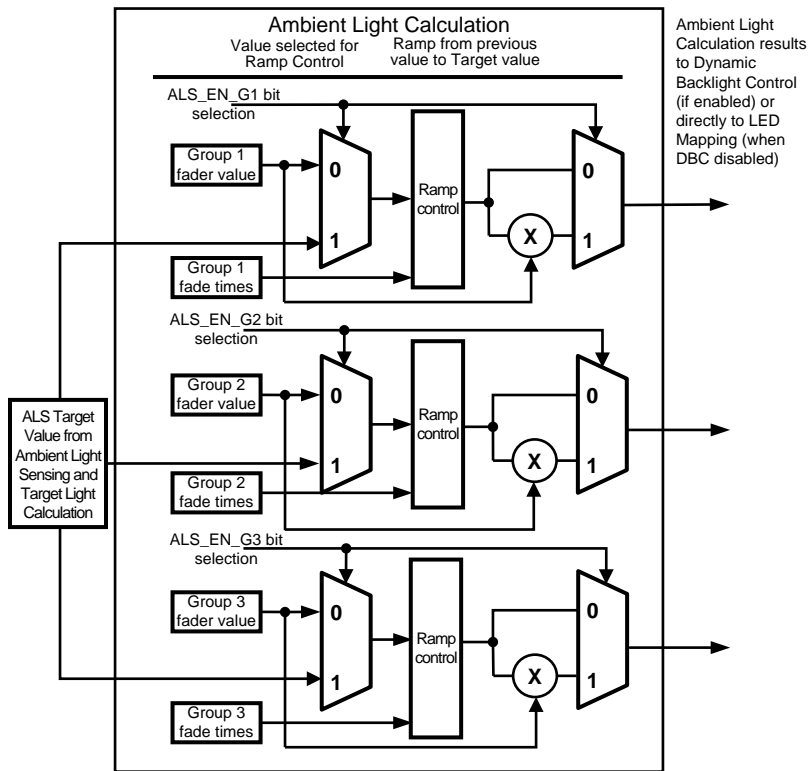 Ambient Light Calculation
Value selected for
Ramp Control
Ramp from previous
value to Target value
Ambient Light
Calculation results
to Dynamic
Backlight Control
(if enabled) or
directly to LED
Mapping (when
DBC disabled)
ALS_EN_G1 bit
selection
Group 1
fader value
0
1
Ramp
control
X
0
1
Group 1
fade times
ALS_EN_G2 bit
selection
Group 2
fader value
0
1
Ramp
control
X
0
1
Group 2
fade times
ALS Target
Value from
Ambient Light
Sensing and
Target Light
Calculation
ALS_EN_G3 bit
selection
Group 3
fader value
0
1
Ramp
control
X
0
1
Group 3
fade times